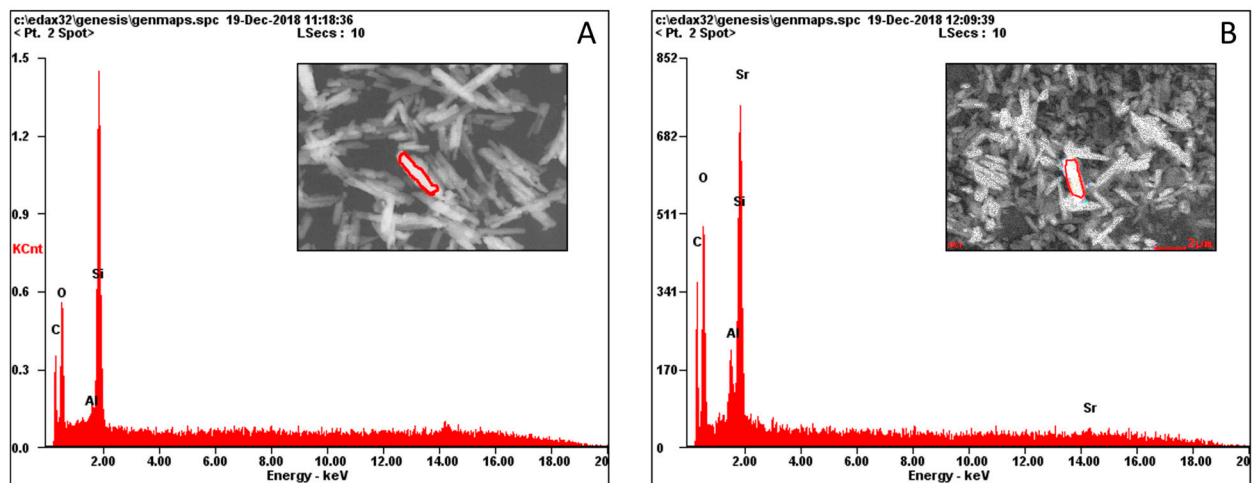 c:\edax32\genesis\genmaps.spc 19-Dec-2018 11:18:36
< Pt. 2 Spot> LSecs : 10
A
1.5
1.2
0.9
KCnt
0.6
0.3
0.0
C
O
Al
Si
2.00 4.00 6.00 8.00 10.00 12.00 14.00 16.00 18.00 20
Energy - keV
c:\edax32\genesis\genmaps.spc 19-Dec-2018 12:09:39
< Pt. 2 Spot> LSecs : 10
B
852
682
511
341
170
0
Sr
O
Si
C
Al
Sr
2µm
2.00 4.00 6.00 8.00 10.00 12.00 14.00 16.00 18.00 20
Energy - keV